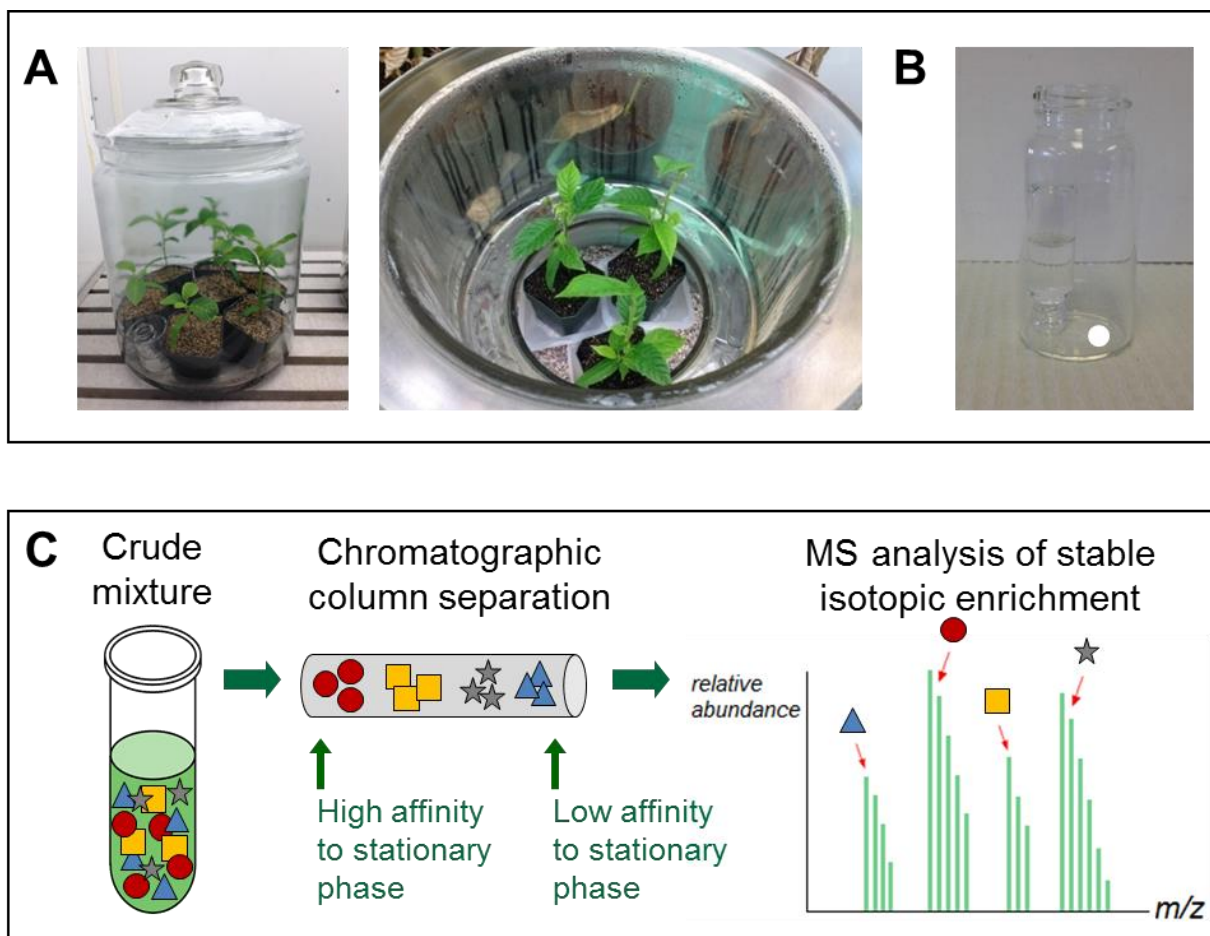 A
B
C
Crude
mixture
Chromatographic
column separation
MS analysis of stable
isotopic enrichment
relative
abundance
High affinity
to stationary
phase
Low affinity
to stationary
phase
m/z